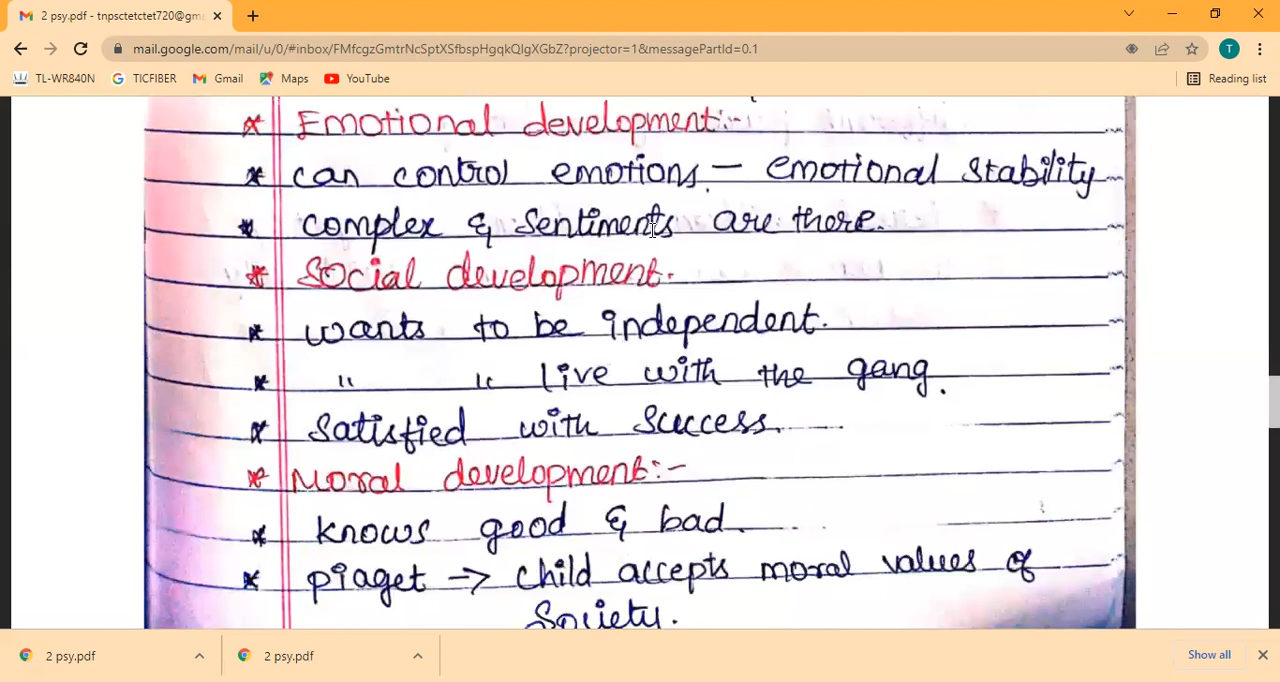 2 psy.pdf - tnpsctetctet720@gm
mail.google.com/mail/u/0/#inbox/FMfcgzGmtrNcSptXSfbspHgqkQlgXGbZ?projector=1&messagePartId=0.1
T
TL-WR840N TICFIBER Gmail Maps YouTube Reading list
* Emotional development:-
* can control emotions. — emotional stability
* complex & sentiments are there.
* Social development.
* wants to be independent.
* " " live with the gang.
* Satisfied with success.
* Moral development:-
* knows good & bad.
* piaget -> child accepts moral values of
Society.
2 psy.pdf 2 psy.pdf Show all